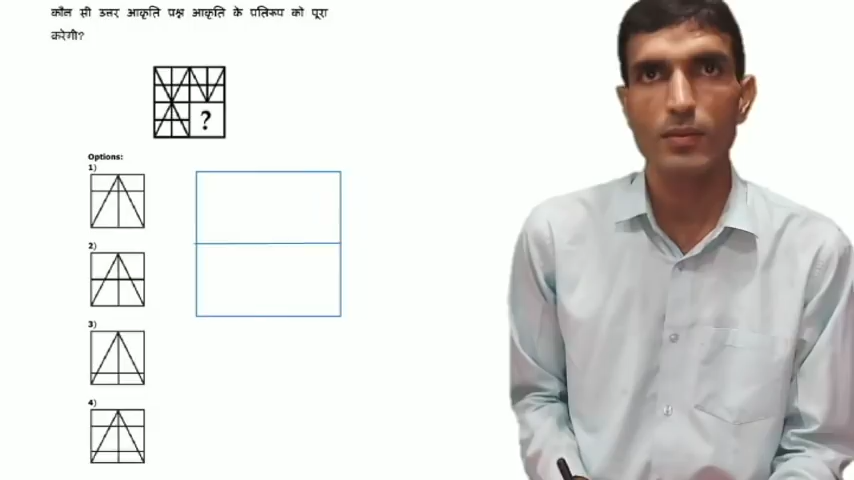 कौन सी उत्तर आकृति प्रश्न आकृति के प्रतिरूप को पूरा
करेगी?
?
Options:
1)
2)
3)
4)